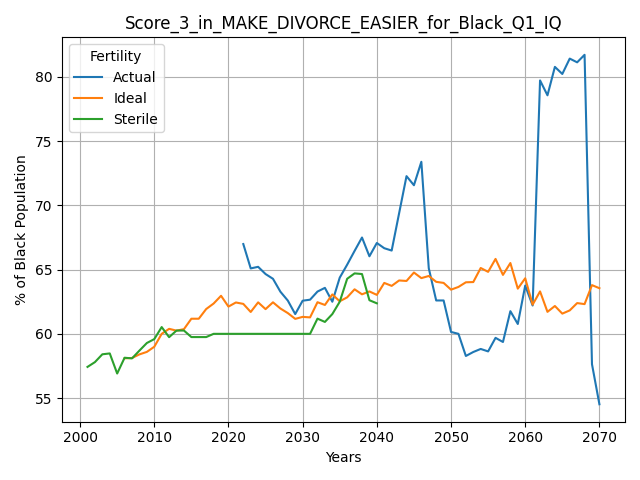 Score_3_in_MAKE_DIVORCE_EASIER_for_Black_Q1_IQ
Fertility
Actual
Ideal
Sterile
% of Black Population
80
75
70
65
60
55
2000 2010 2020 2030 2040 2050 2060 2070
Years